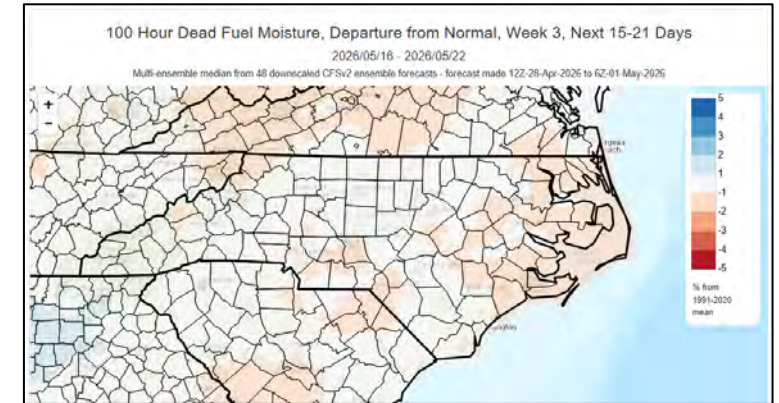 100 Hour Dead Fuel Moisture, Departure from Normal, Week 3, Next 15-21 Days
2026/05/16 - 2026/05/22
Multi-ensemble median from 48 downscaled CFSv2 ensemble forecasts - forecast made 12Z-28-Apr-2026 to 6Z-01-May-2026
+
-
5
4
3
2
1
-1
-2
-3
-4
-5
% from
1991-2020
mean